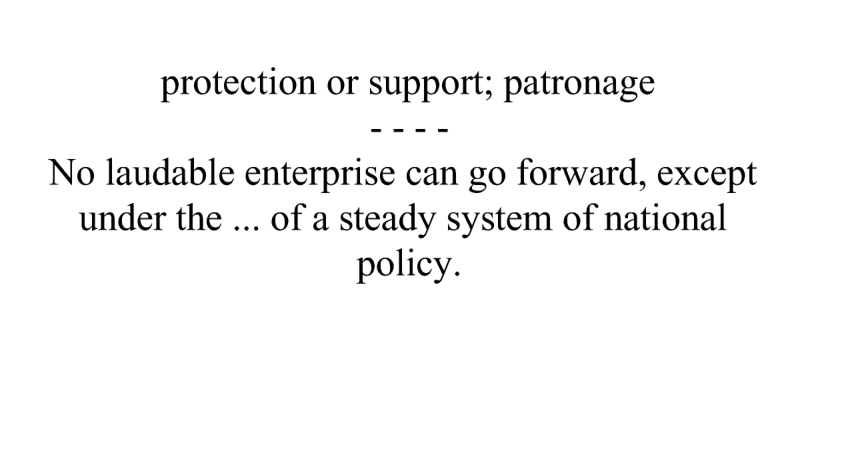 protection or support; patronage
- - - -
No laudable enterprise can go forward, except
under the ... of a steady system of national
policy.